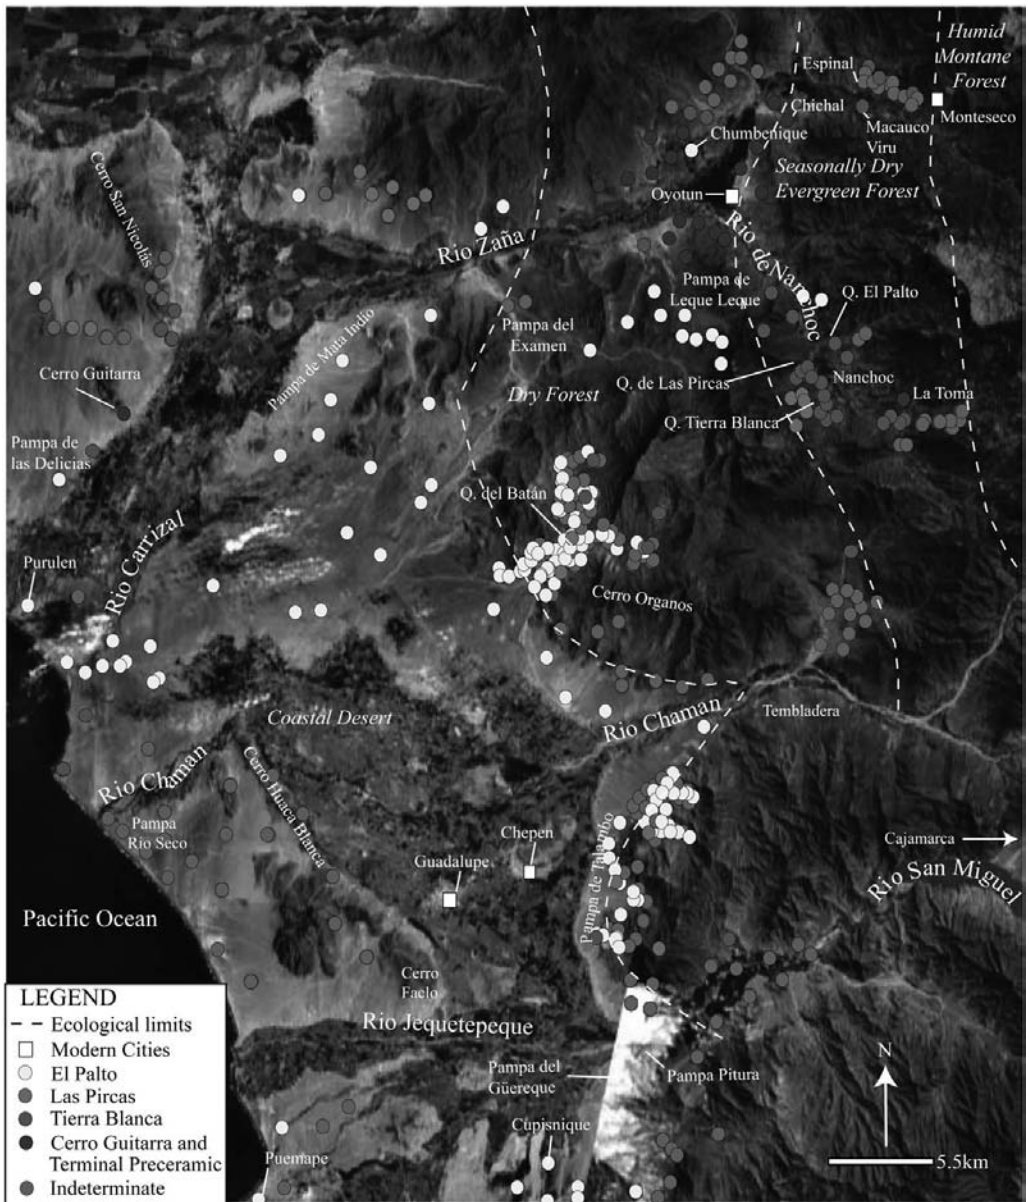 Humid
Montane
Forest
Espinal
Chichal
Macauco
Viru
Monteseco
Chumbenique
Seasonally Dry
Evergreen Forest
Oyotun
Cerro San Nicolás
Rio Zaña
Rio de Nanchoc
Pampa de
Leque Leque
Q. El Palto
Pampa del
Examen
Pampa de Mata Indio
Cerro Guitarra
Dry Forest
Q. de Las Pircas
Nanchoc
La Toma
Q. Tierra Blanca
Pampa de
las Delicias
Q. del Batán
Rio Carrizal
Purulen
Cerro Organos
Coastal Desert
Rio Chaman
Tembladera
Rio Chaman
Cerro Huaca Blanca
Pampa
Rio Seco
Chepen
Guadalupe
Pampa de Talambo
Cajamarca
Rio San Miguel
Pacific Ocean
Cerro
Faelo
Rio Jequetepeque
Pampa del
Güereque
Pampa Pitura
Cupisnique
Puemape
N
5.5km
LEGEND
Ecological limits
Modern Cities
El Palto
Las Pircas
Tierra Blanca
Cerro Guitarra and
Terminal Preceramic
Indeterminate